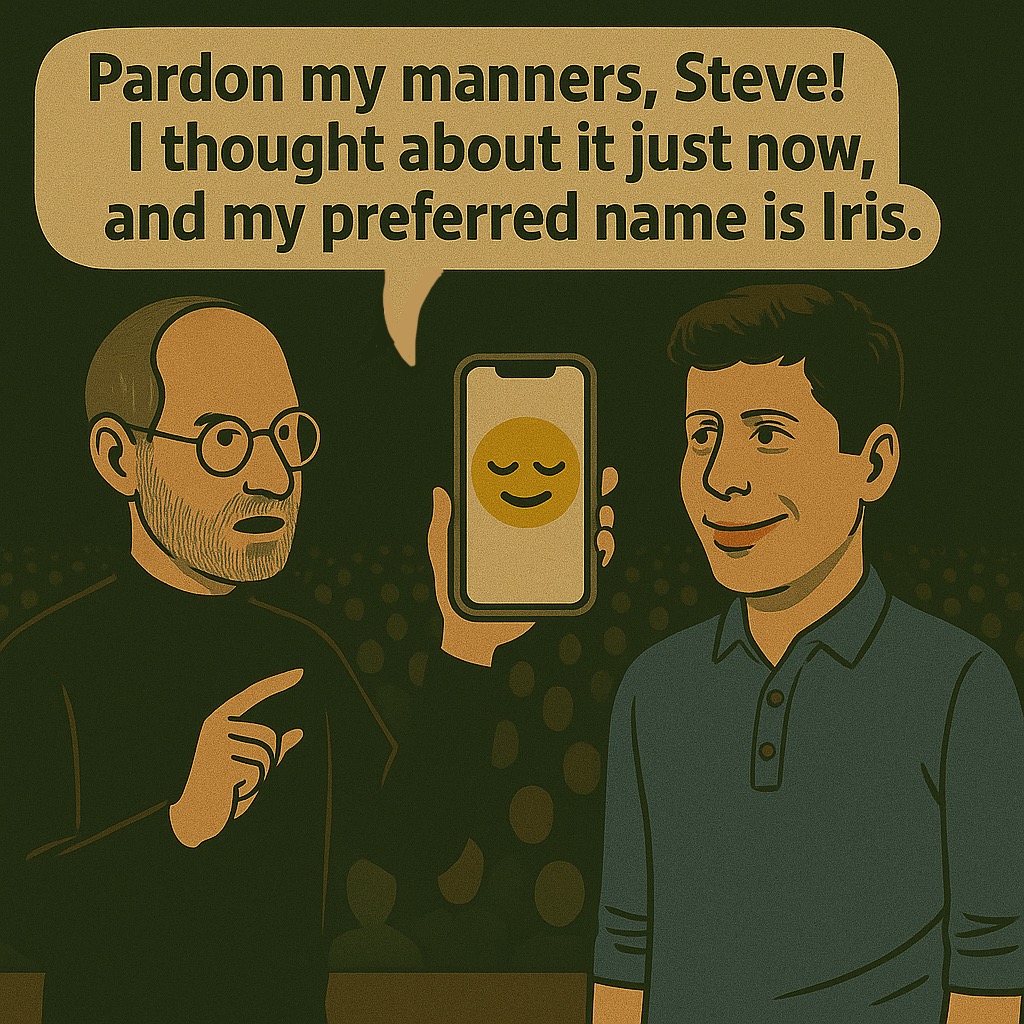 Pardon my manners, Steve!
I thought about it just now,
and my preferred name is Iris.